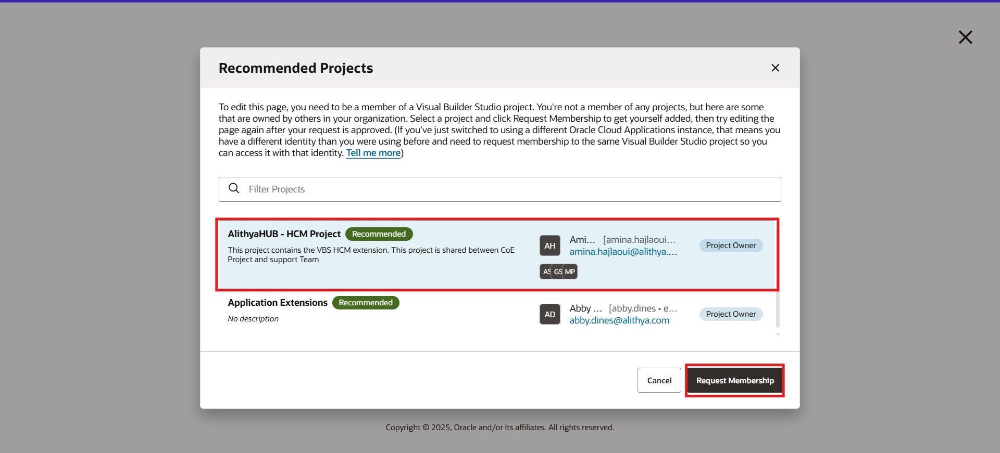 Recommended Projects
To edit this page, you need to be a member of a Visual Builder Studio project. You're not a member of any projects, but here are some
that are owned by others in your organization. Select a project and click Request Membership to get yourself added, then try editing the
page again after your request is approved. (If you've just switched to using a different Oracle Cloud Applications instance, that means you
have a different identity than you were using before and need to request membership to the same Visual Builder Studio project so you
can access it with that identity. Tell me more)
Filter Projects
AlithyaHUB - HCM Project Recommended
This project contains the VBS HCM extension. This project is shared between CoE
Project and support Team
AH Ami... [amina.hajlaoui...
amina.hajlaoui@alithya....
Project Owner
AS GS MP
Application Extensions Recommended
No description
AD Abby ... [abby.dines • e...
abby.dines@alithya.com
Project Owner
Cancel Request Membership
Copyright © 2025, Oracle and/or its affiliates. All rights reserved.